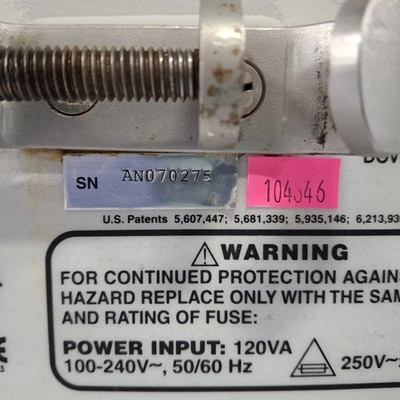 DOV
SN AN070275
104346
U.S. Patents 5,607,447; 5,681,339; 5,935,146; 6,213,93
WARNING
FOR CONTINUED PROTECTION AGAINS
HAZARD REPLACE ONLY WITH THE SAM
AND RATING OF FUSE:
POWER INPUT: 120VA
100-240V~, 50/60 Hz
250V~